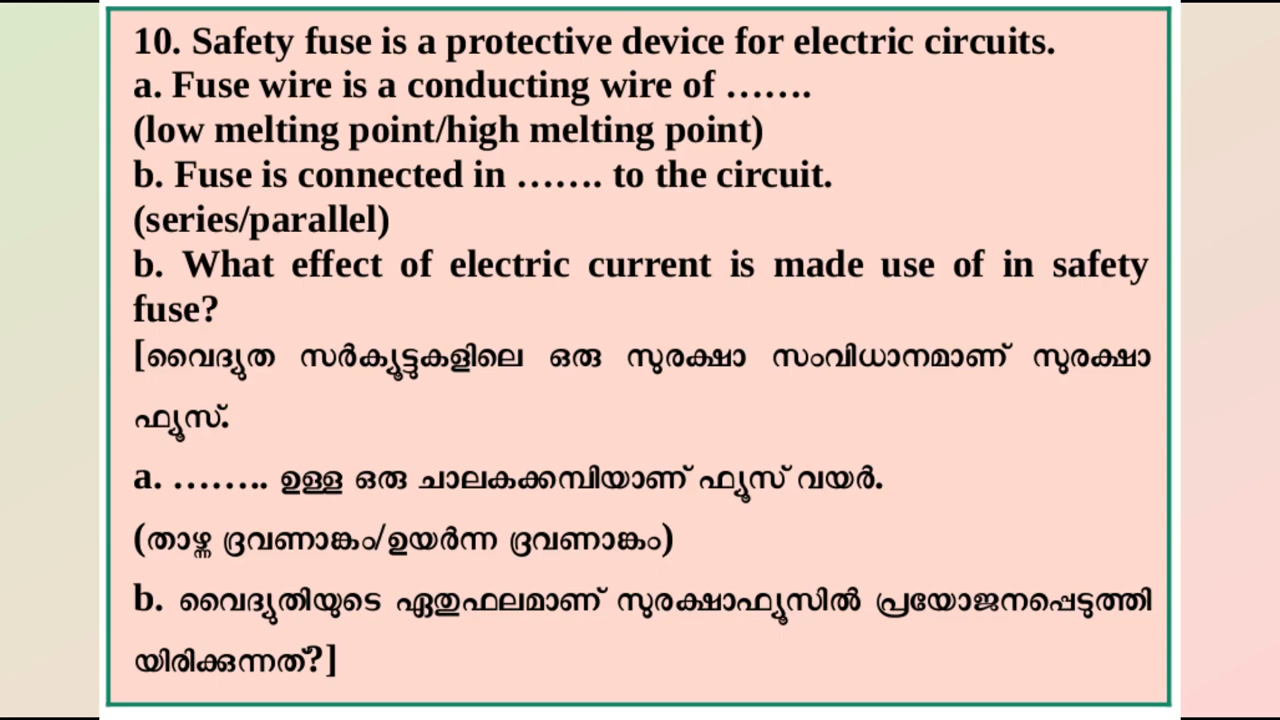 10. Safety fuse is a protective device for electric circuits.
a. Fuse wire is a conducting wire of …….
(low melting point/high melting point)
b. Fuse is connected in ……. to the circuit.
(series/parallel)
b. What effect of electric current is made use of in safety
fuse?
[വൈദ്യുത സർക്യൂട്ടുകളിലെ ഒരു സുരക്ഷാ സംവിധാനമാണ് സുരക്ഷാ
ഫ്യൂസ്.
a. …….. ഉള്ള ഒരു ചാലകക്കമ്പിയാണ് ഫ്യൂസ് വയർ.
(താഴ്ന്ന ദ്രവണാങ്കം/ഉയർന്ന ദ്രവണാങ്കം)
b. വൈദ്യുതിയുടെ ഏതുഫലമാണ് സുരക്ഷാഫ്യൂസിൽ പ്രയോജനപ്പെടുത്തി
യിരിക്കുന്നത്?]